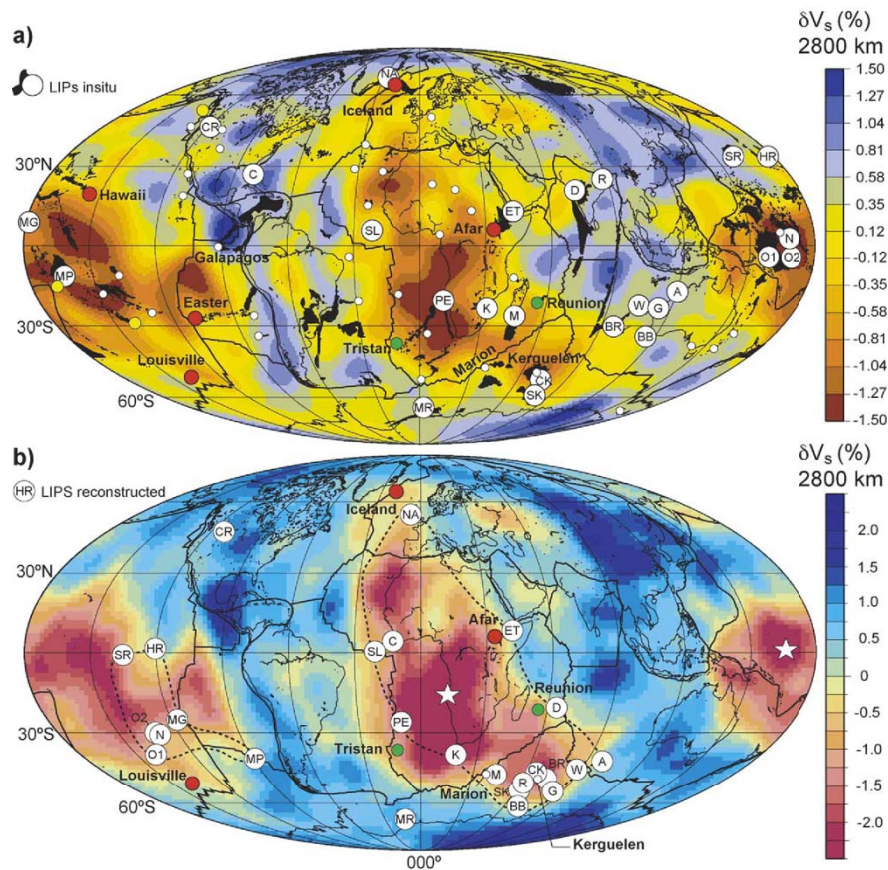 a)
δVs (%)
2800 km
LIPs insitu
NA
Iceland
CR
30ºN
C
SR
HR
R
D
Hawaii
ET
MG
SL
Afar
N
Galapagos
O1
O2
MP
Easter
PE
K
M
Reunion
W
G
A
30ºS
BR
BB
Tristan
Louisville
Marion
Kerguelen
CK
SK
60ºS
MR
1.50
1.27
1.04
0.81
0.58
0.35
0.12
-0.12
-0.35
-0.58
-0.81
-1.04
-1.27
-1.50
b)
δVs (%)
2800 km
HR
LIPS reconstructed
Iceland
NA
CR
30ºN
Afar
ET
SR
HR
SL
C
Reunion
D
O2
MG
N
PE
30ºS
O1
MP
Tristan
K
Louisville
Marion
M
CK
BR
W
A
SK
R
G
BB
60ºS
MR
Kerguelen
000º
2.0
1.5
1.0
0.5
0
-0.5
-1.0
-1.5
-2.0